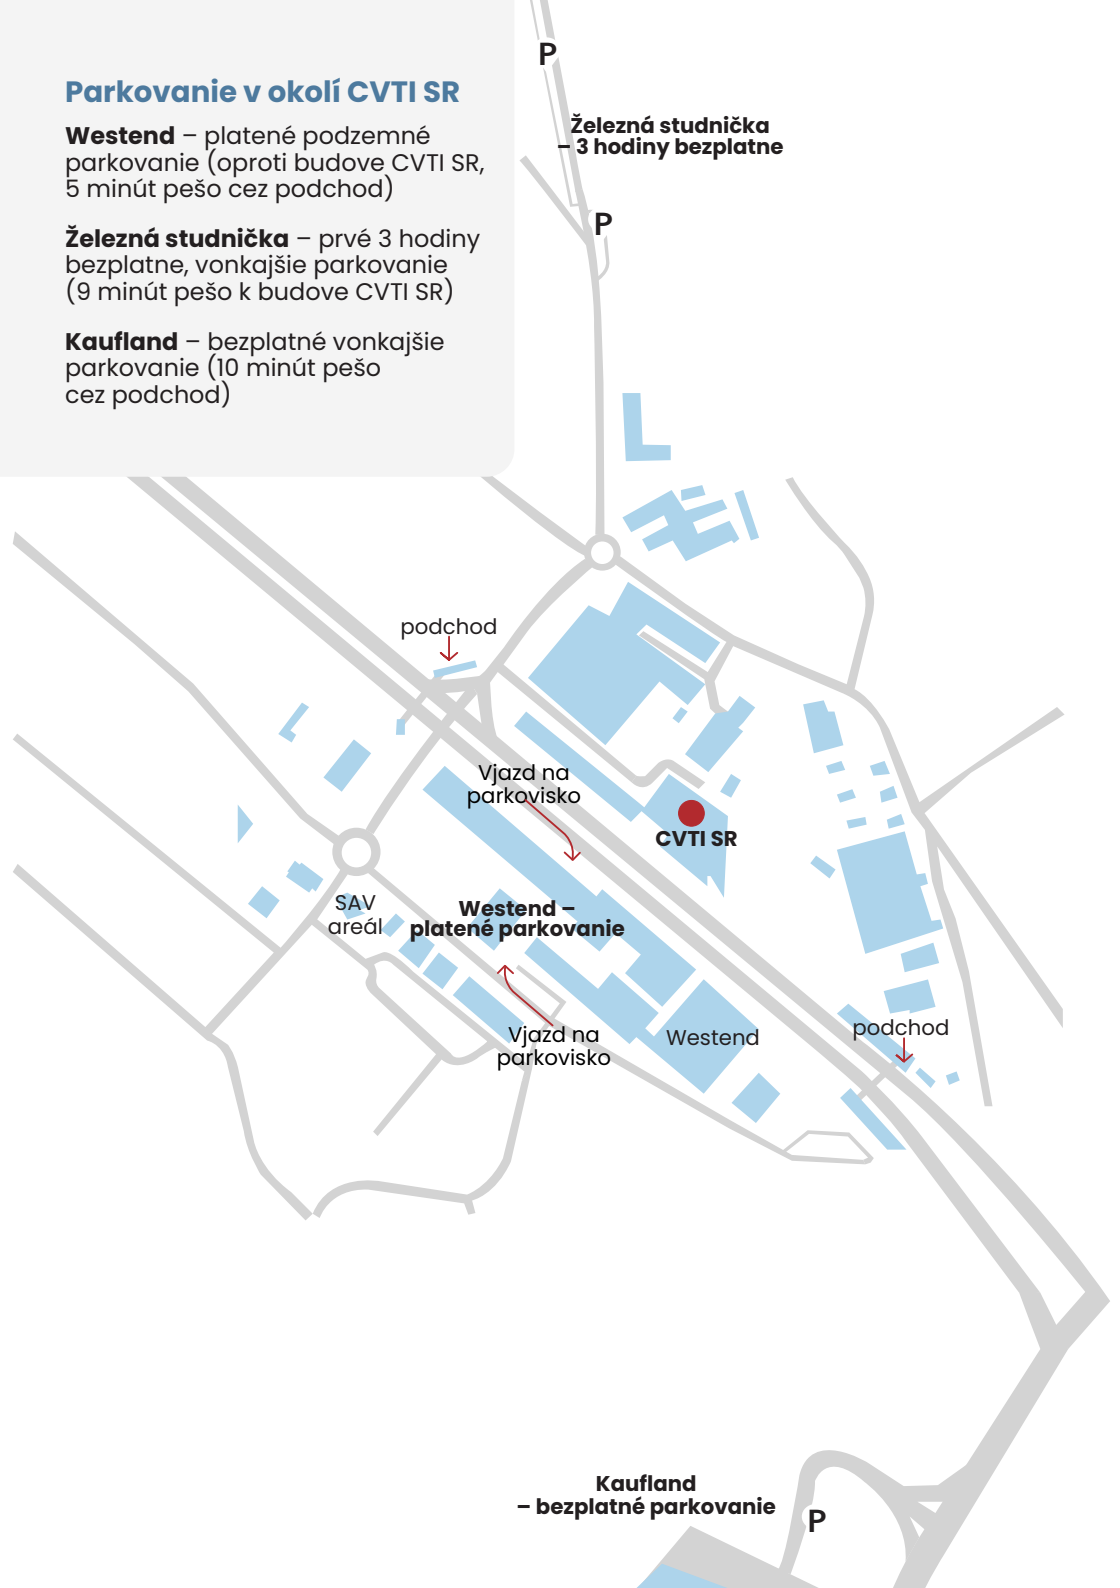 Parkovanie v okolí CVTI SR
Westend – platené podzemné
parkovanie (oproti budove CVTI SR,
5 minút pešo cez podchod)
Železná studnička – prvé 3 hodiny
bezplatne, vonkajšie parkovanie
(9 minút pešo k budove CVTI SR)
Kaufland – bezplatné vonkajšie
parkovanie (10 minút pešo
cez podchod)
P
Železná studnička
– 3 hodiny bezplatne
P
podchod
Vjazd na
parkovisko
CVTI SR
SAV
areál
Westend –
platené parkovanie
Vjazd na
parkovisko
Westend
podchod
Kaufland
– bezplatné parkovanie
P